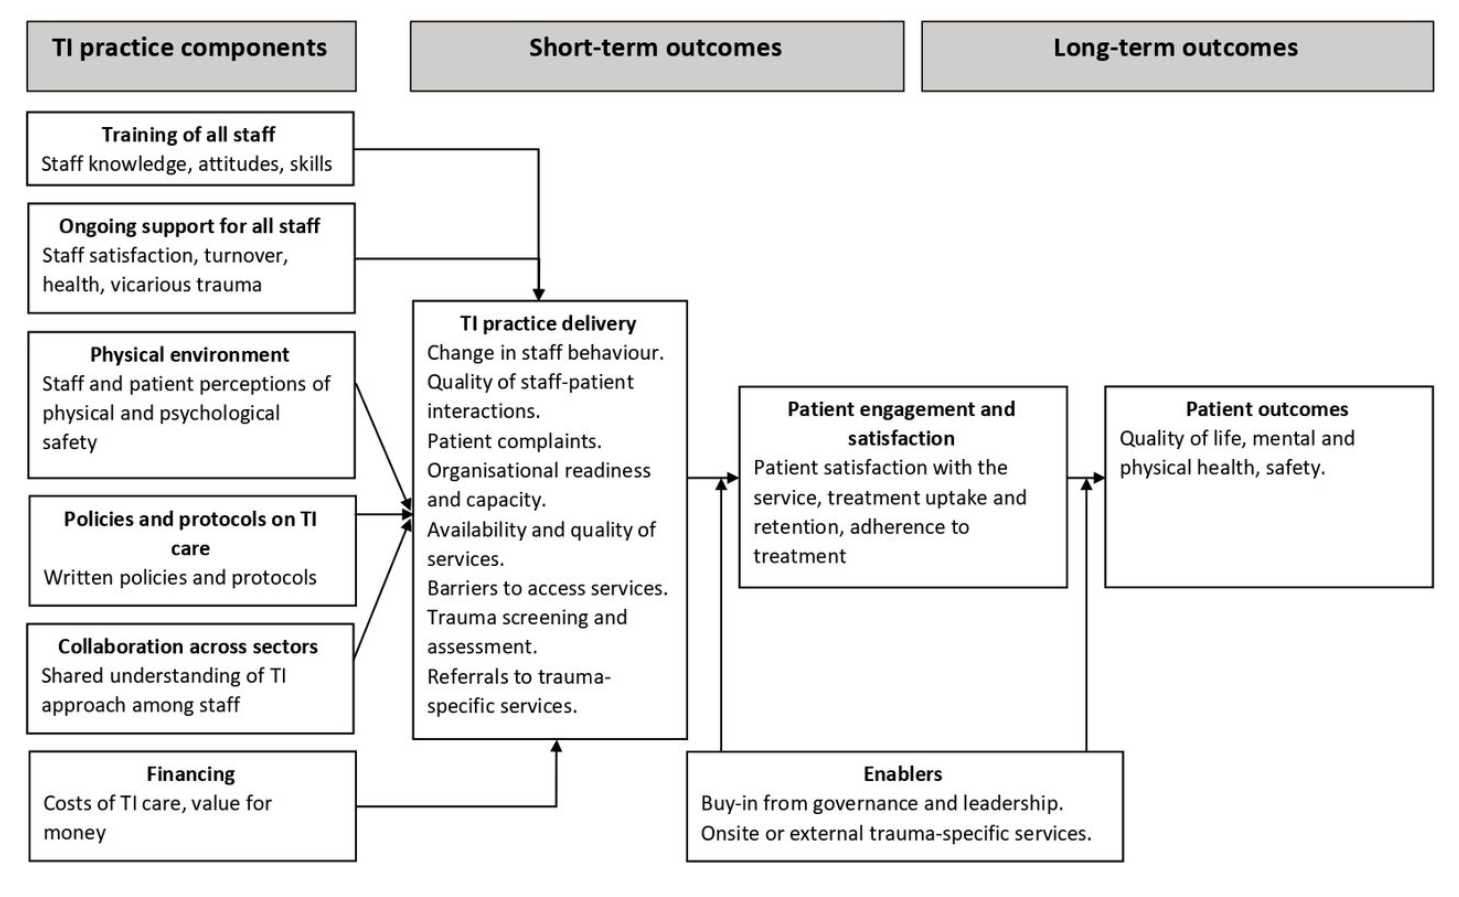 TI practice components
Short-term outcomes
Long-term outcomes
Training of all staff
Staff knowledge, attitudes, skills
Ongoing support for all staff
Staff satisfaction, turnover,
health, vicarious trauma
Physical environment
Staff and patient perceptions of
physical and psychological
safety
Policies and protocols on TI
care
Written policies and protocols
Collaboration across sectors
Shared understanding of TI
approach among staff
Financing
Costs of TI care, value for
money
TI practice delivery
Change in staff behaviour.
Quality of staff-patient
interactions.
Patient complaints.
Organisational readiness
and capacity.
Availability and quality of
services.
Barriers to access services.
Trauma screening and
assessment.
Referrals to trauma-
specific services.
Patient engagement and
satisfaction
Patient satisfaction with the
service, treatment uptake and
retention, adherence to
treatment
Patient outcomes
Quality of life, mental and
physical health, safety.
Enablers
Buy-in from governance and leadership.
Onsite or external trauma-specific services.